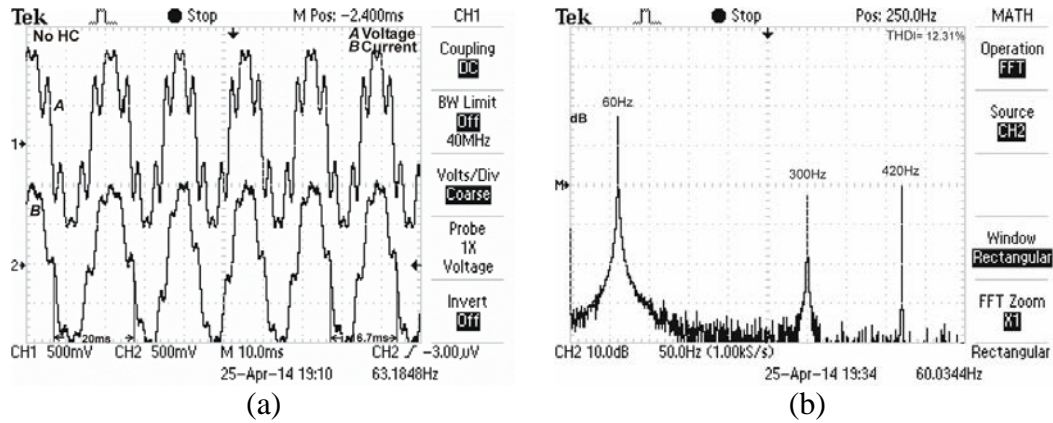 Tek Stop M Pos: -2.400ms CH1
No HC
A Voltage
B Current
Coupling
DC
BW Limit
Off
40MHz
Volts/Div
Coarse
Probe
1X
Voltage
Invert
Off
A
B
1
2
20ms
6.7ms
CH1 500mV CH2 500mV M 10.0ms CH2 -3.00µV
25-Apr-14 19:10 63.1848Hz
(a)
Tek Stop Pos: 250.0Hz MATH
THDI= 12.31%
Operation
FFT
Source
CH2
Window
Rectangular
FFT Zoom
X1
Rectangular
60Hz
dB
300Hz
420Hz
M
CH2 10.0dB 50.0Hz (1.00kS/s)
25-Apr-14 19:34 60.0344Hz
(b)